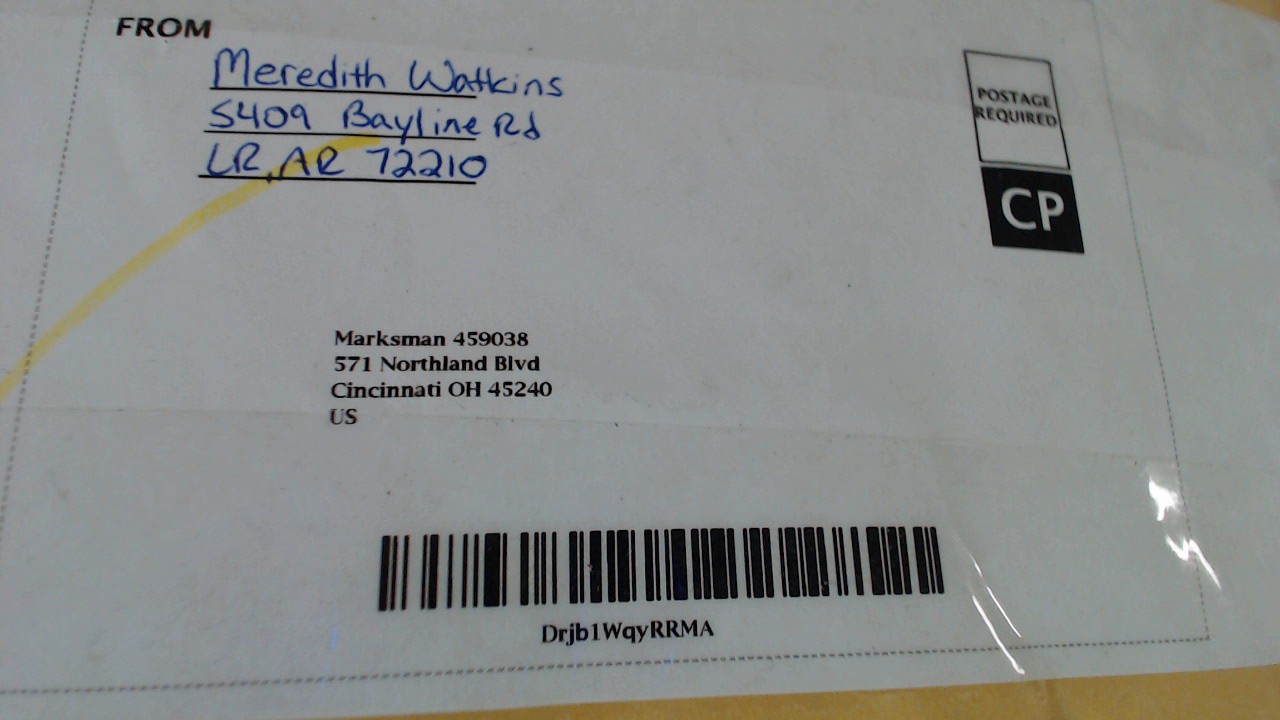 FROM
Meredith Watkins
5409 Bayline Rd
LR, AR 72210
POSTAGE
REQUIRED
CP
Marksman 459038
571 Northland Blvd
Cincinnati OH 45240
US
Drjb1WqyRRMA